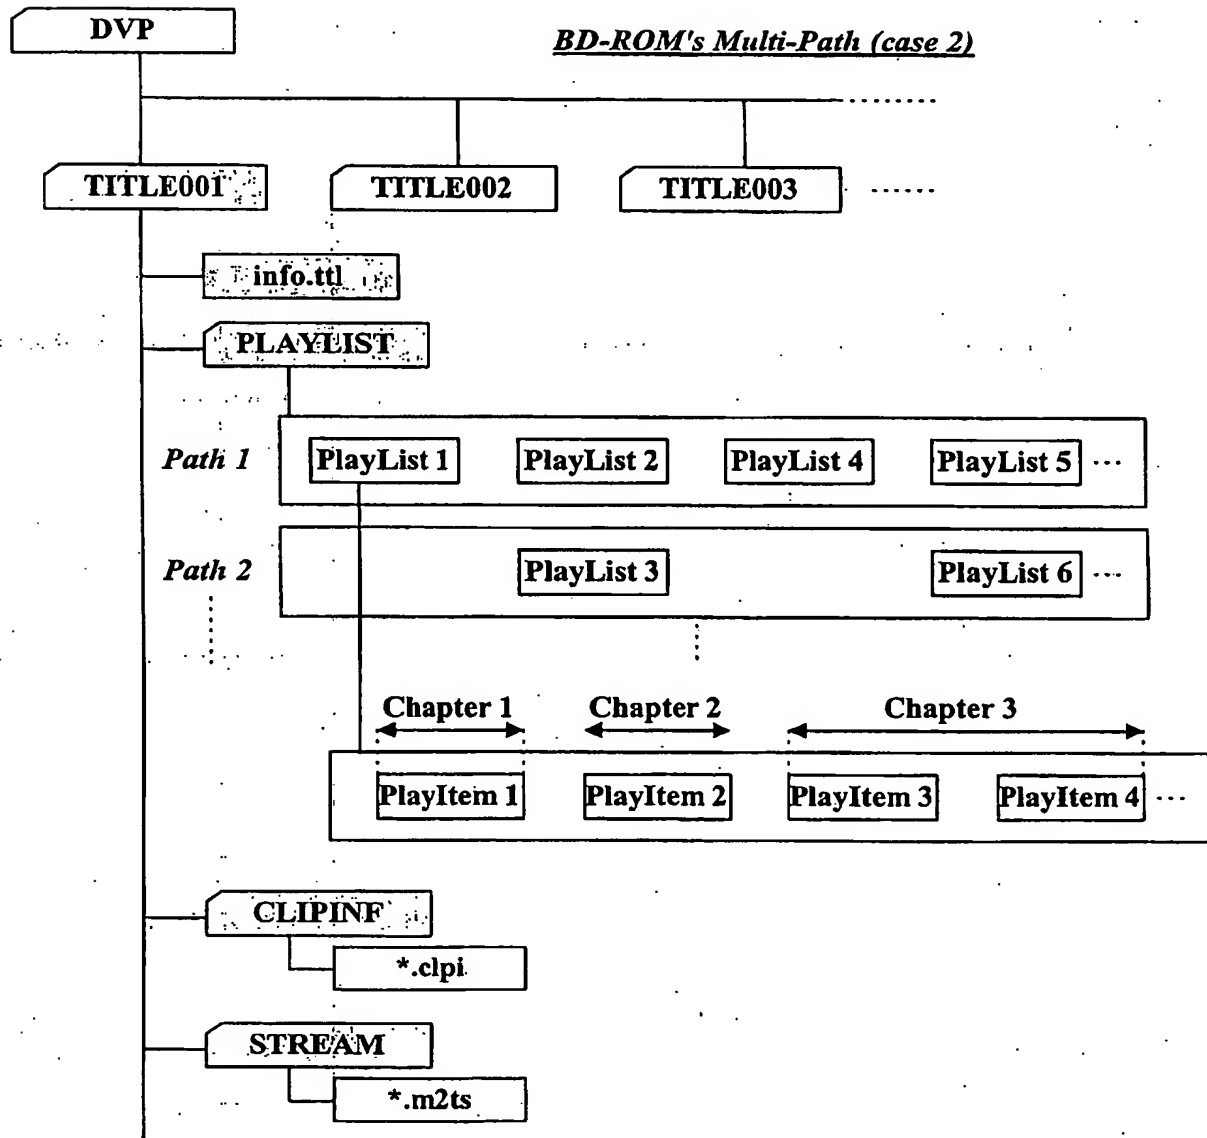 DVP
BD-ROM's Multi-Path (case 2)
TITLE001
TITLE002
TITLE003
info.ttl
PLAYLIST
Path 1
PlayList 1
PlayList 2
PlayList 4
PlayList 5
Path 2
PlayList 3
PlayList 6
Chapter 1
Chapter 2
Chapter 3
PlayItem 1
PlayItem 2
PlayItem 3
PlayItem 4
CLIPINF
*.clpi
STREAM
*.m2ts